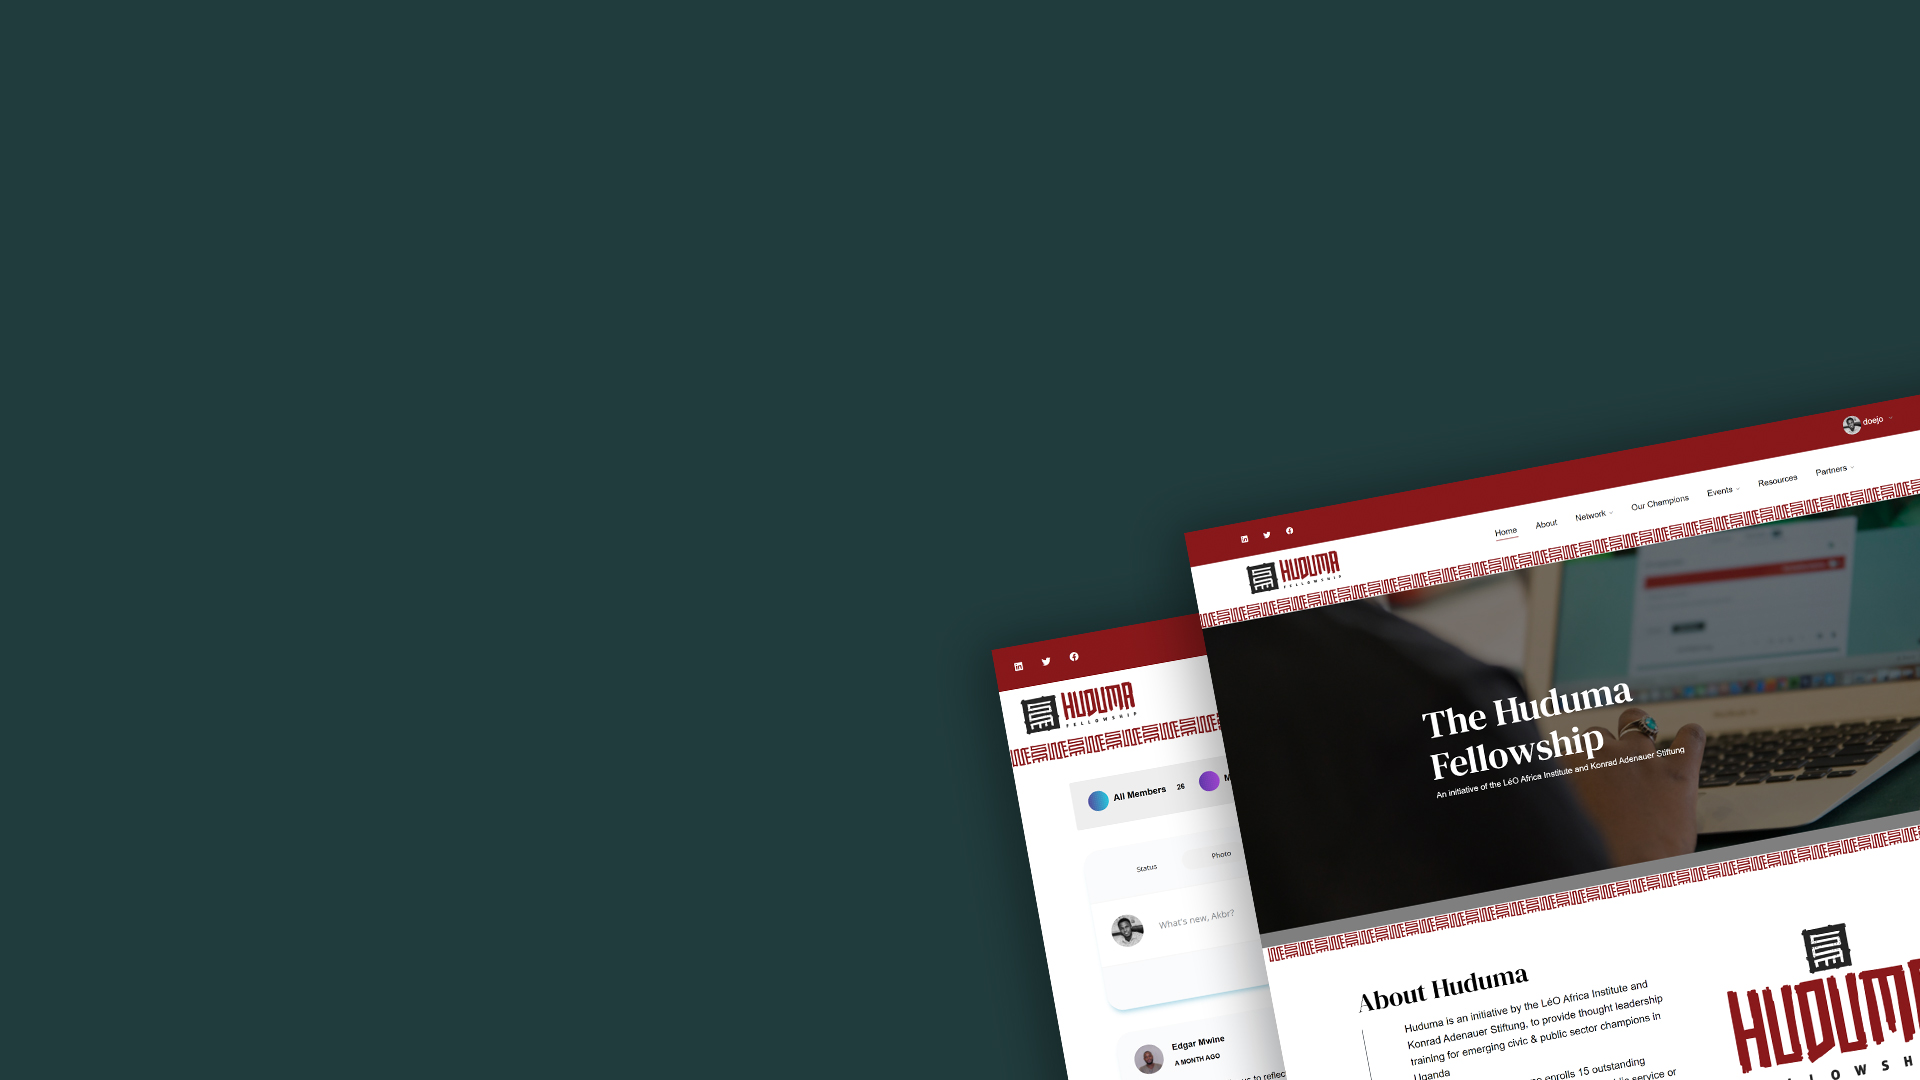 doejo
Home About Network Our Champions Events Resources Partners
HUDUMA
FELLOWSHIP
The Huduma
Fellowship
An initiative of the LéO Africa Institute and Konrad Adenauer Stiftung
About Huduma
Huduma is an initiative by the LéO Africa Institute and
Konrad Adenauer Stiftung, to provide thought leadership
training for emerging civic & public sector champions in
Uganda
enrolls 15 outstanding
service or
HUDUMA
HUDUMA
FELLOWSHIP
All Members 26
Status Photo
What's new, Akbr?
Edgar Mwine
A MONTH AGO
to reflec